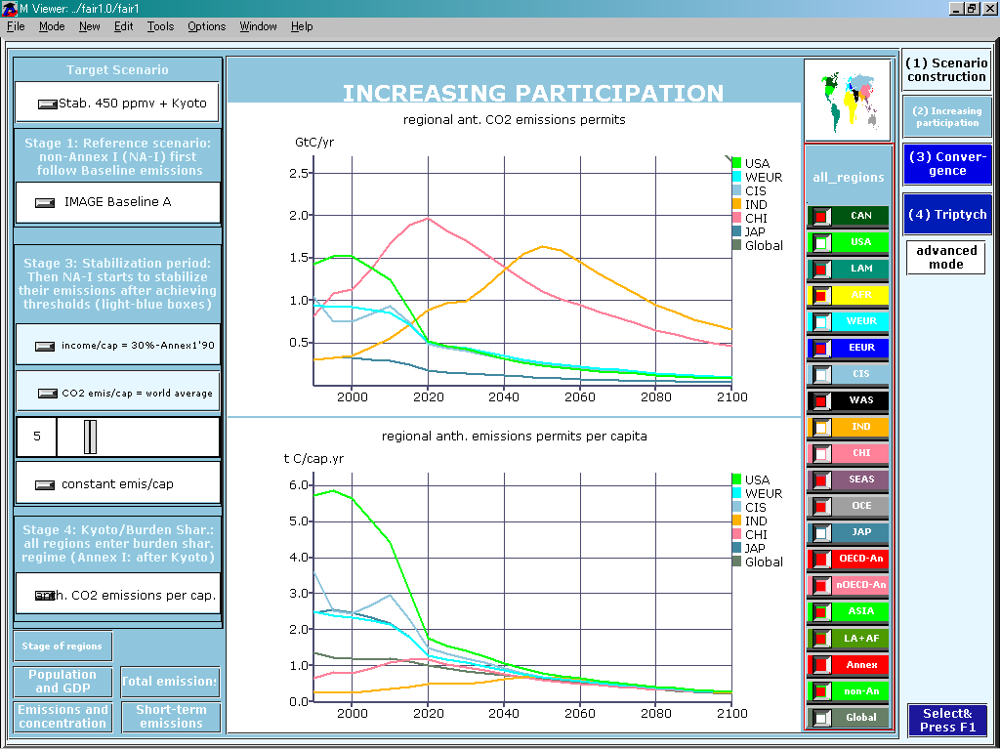 M Viewer: ../fair1.0/fair1
File Mode New Edit Tools Options Window Help
Target Scenario
Stab. 450 ppmv + Kyoto
Stage 1: Reference scenario:
non-Annex I (NA-I) first
follow Baseline emissions
IMAGE Baseline A
Stage 3: Stabilization period:
Then NA-I starts to stabilize
their emissions after achieving
thresholds (light-blue boxes)
income/cap = 30%-Annex1'90
CO2 emis/cap = world average
5
constant emis/cap
Stage 4: Kyoto/Burden Shar.:
all regions enter burden shar.
regime (Annex I: after Kyoto)
anth. CO2 emissions per cap.
Stage of regions
Population
and GDP
Total emissions
Emissions and
concentration
Short-term
emissions
INCREASING PARTICIPATION
regional ant. CO2 emissions permits
GtC/yr
2.5
2.0
1.5
1.0
0.5
2000 2020 2040 2060 2080 2100
USA
WEUR
CIS
IND
CHI
JAP
Global
regional anth. emissions permits per capita
t C/cap.yr
6.0
5.0
4.0
3.0
2.0
1.0
0.0
2000 2020 2040 2060 2080 2100
USA
WEUR
CIS
IND
CHI
JAP
Global
all_regions
CAN
USA
LAM
AFR
WEUR
EEUR
CIS
WAS
IND
CHI
SEAS
OCE
JAP
OECD-An
nOECD-An
ASIA
LA+AF
Annex
non-An
Global
(1) Scenario
construction
(2) Increasing
participation
(3) Conver-
gence
(4) Triptych
advanced
mode
Select&
Press F1